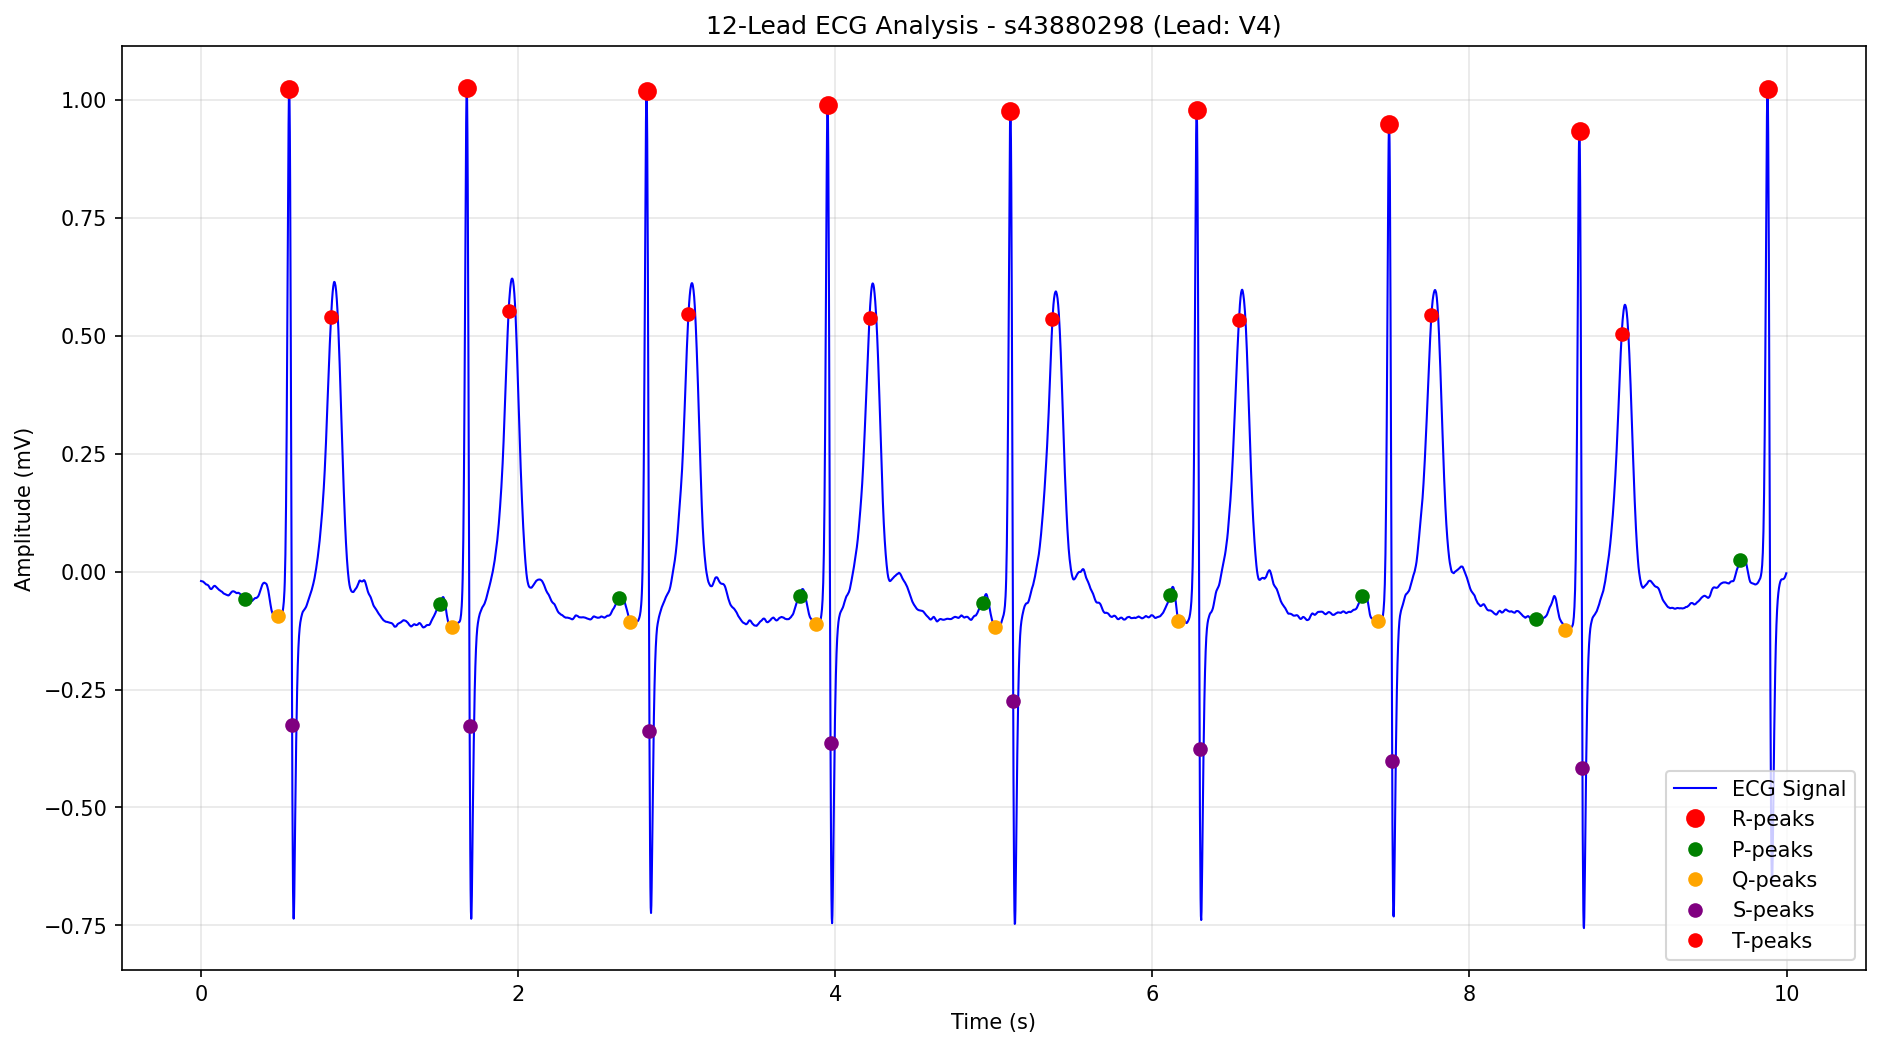 12-Lead ECG Analysis - s43880298 (Lead: V4)
Amplitude (mV)
1.00
0.75
0.50
0.25
0.00
−0.25
−0.50
−0.75
ECG Signal
R-peaks
P-peaks
Q-peaks
S-peaks
T-peaks
0 2 4 6 8 10
Time (s)